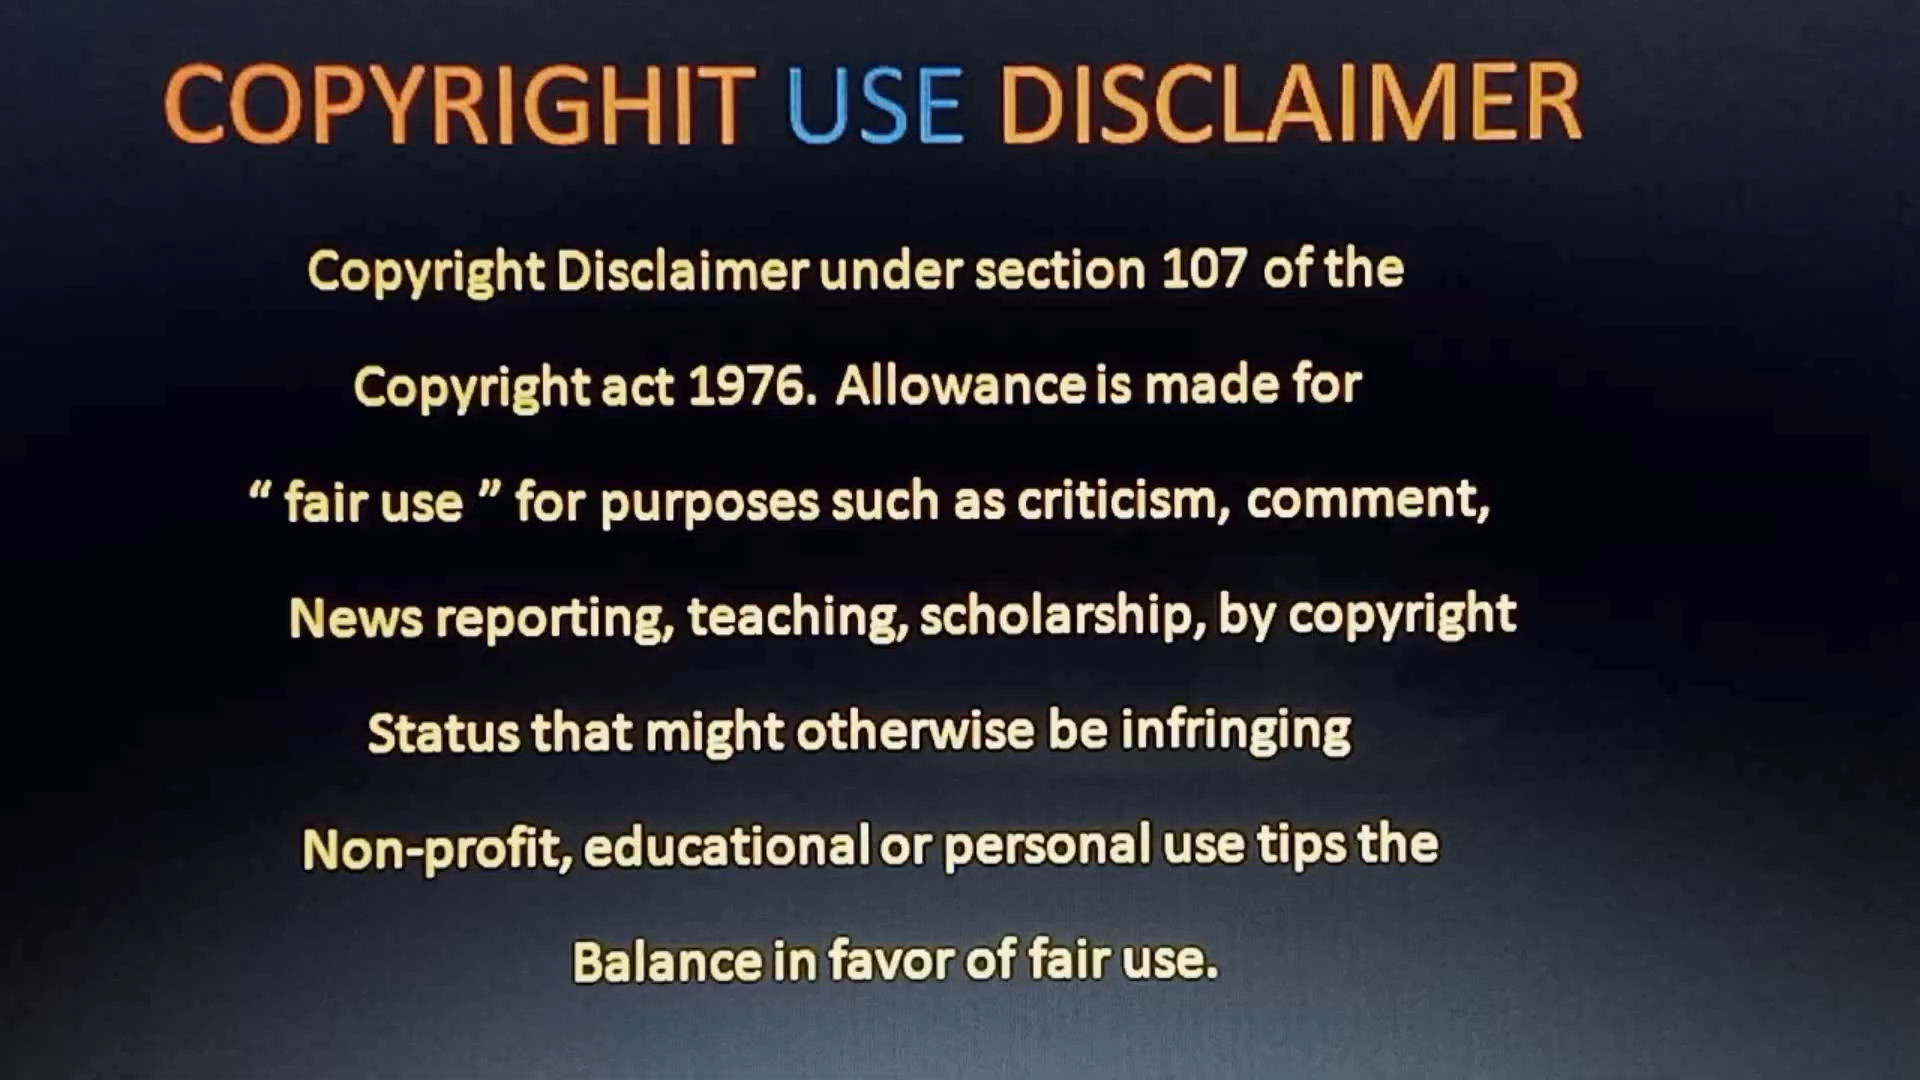 COPYRIGHIT USE DISCLAIMER
Copyright Disclaimer under section 107 of the
Copyright act 1976. Allowance is made for
“ fair use ” for purposes such as criticism, comment,
News reporting, teaching, scholarship, by copyright
Status that might otherwise be infringing
Non-profit, educational or personal use tips the
Balance in favor of fair use.